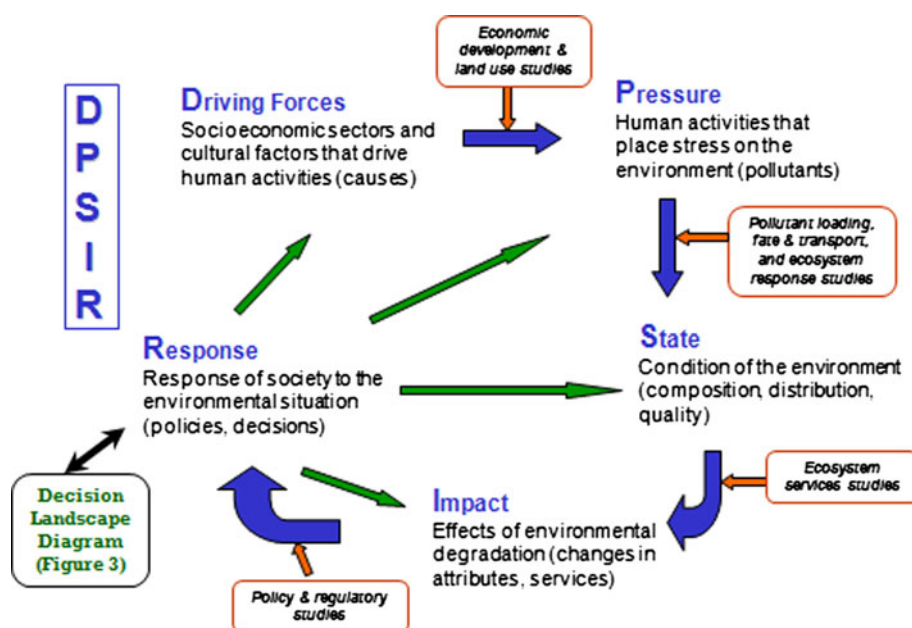 D
P
S
I
R
Economic
development &
land use studies
Driving Forces
Socioeconomic sectors and
cultural factors that drive
human activities (causes)
Pressure
Human activities that
place stress on the
environment (pollutants)
Pollutant loading,
fate & transport,
and ecosystem
response studies
Response
Response of society to the
environmental situation
(policies, decisions)
State
Condition of the environment
(composition, distribution,
quality)
Decision
Landscape
Diagram
(Figure 3)
Impact
Effects of environmental
degradation (changes in
attributes, services)
Ecosystem
services studies
Policy & regulatory
studies